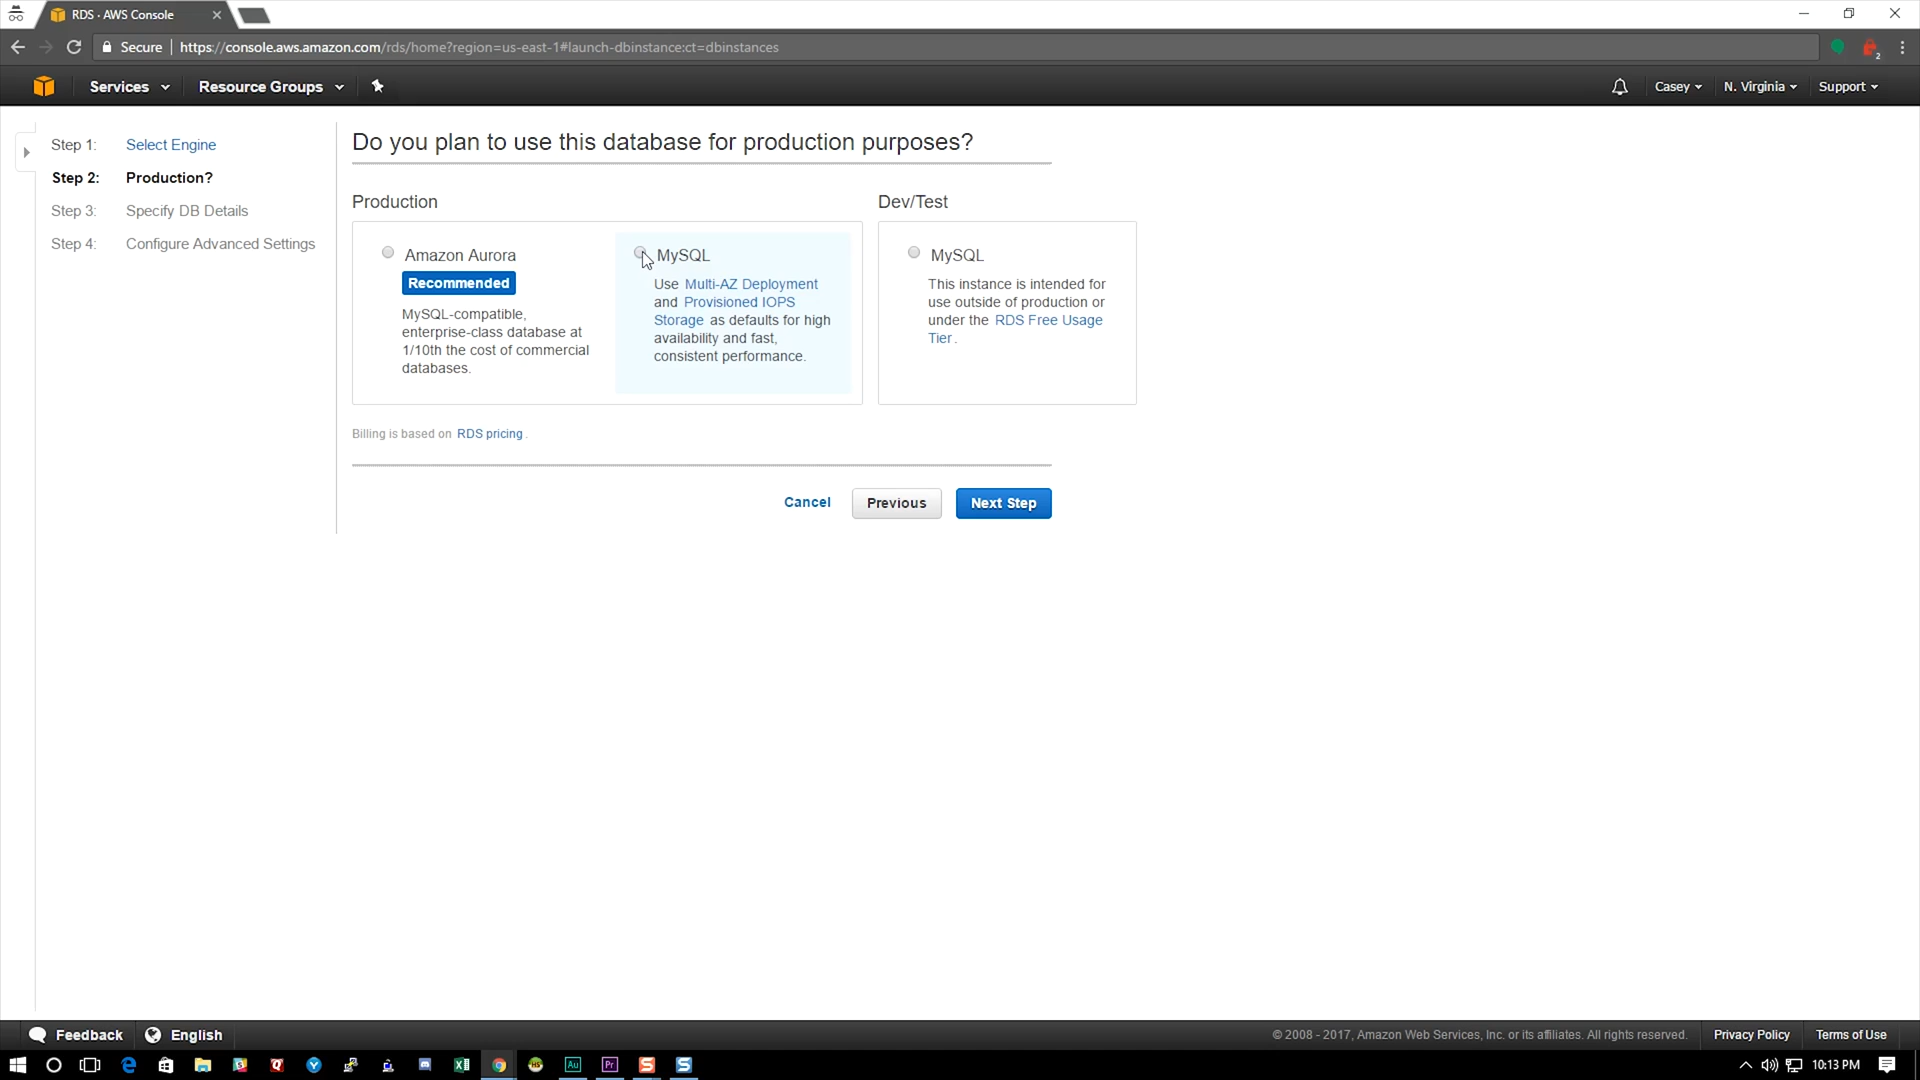 RDS - AWS Console
Secure https://console.aws.amazon.com/rds/home?region=us-east-1#launch-dbinstance:ct=dbinstances
2
Services Resource Groups Casey N. Virginia Support
Step 1: Select Engine
Step 2: Production?
Step 3: Specify DB Details
Step 4: Configure Advanced Settings
Do you plan to use this database for production purposes?
Production
Amazon Aurora
Recommended
MySQL-compatible,
enterprise-class database at
1/10th the cost of commercial
databases.
MySQL
Use Multi-AZ Deployment
and Provisioned IOPS
Storage as defaults for high
availability and fast,
consistent performance.
Dev/Test
MySQL
This instance is intended for
use outside of production or
under the RDS Free Usage
Tier.
Billing is based on RDS pricing.
Cancel Previous Next Step
Feedback English © 2008 - 2017, Amazon Web Services, Inc. or its affiliates. All rights reserved. Privacy Policy Terms of Use
Au Pr 10:13 PM